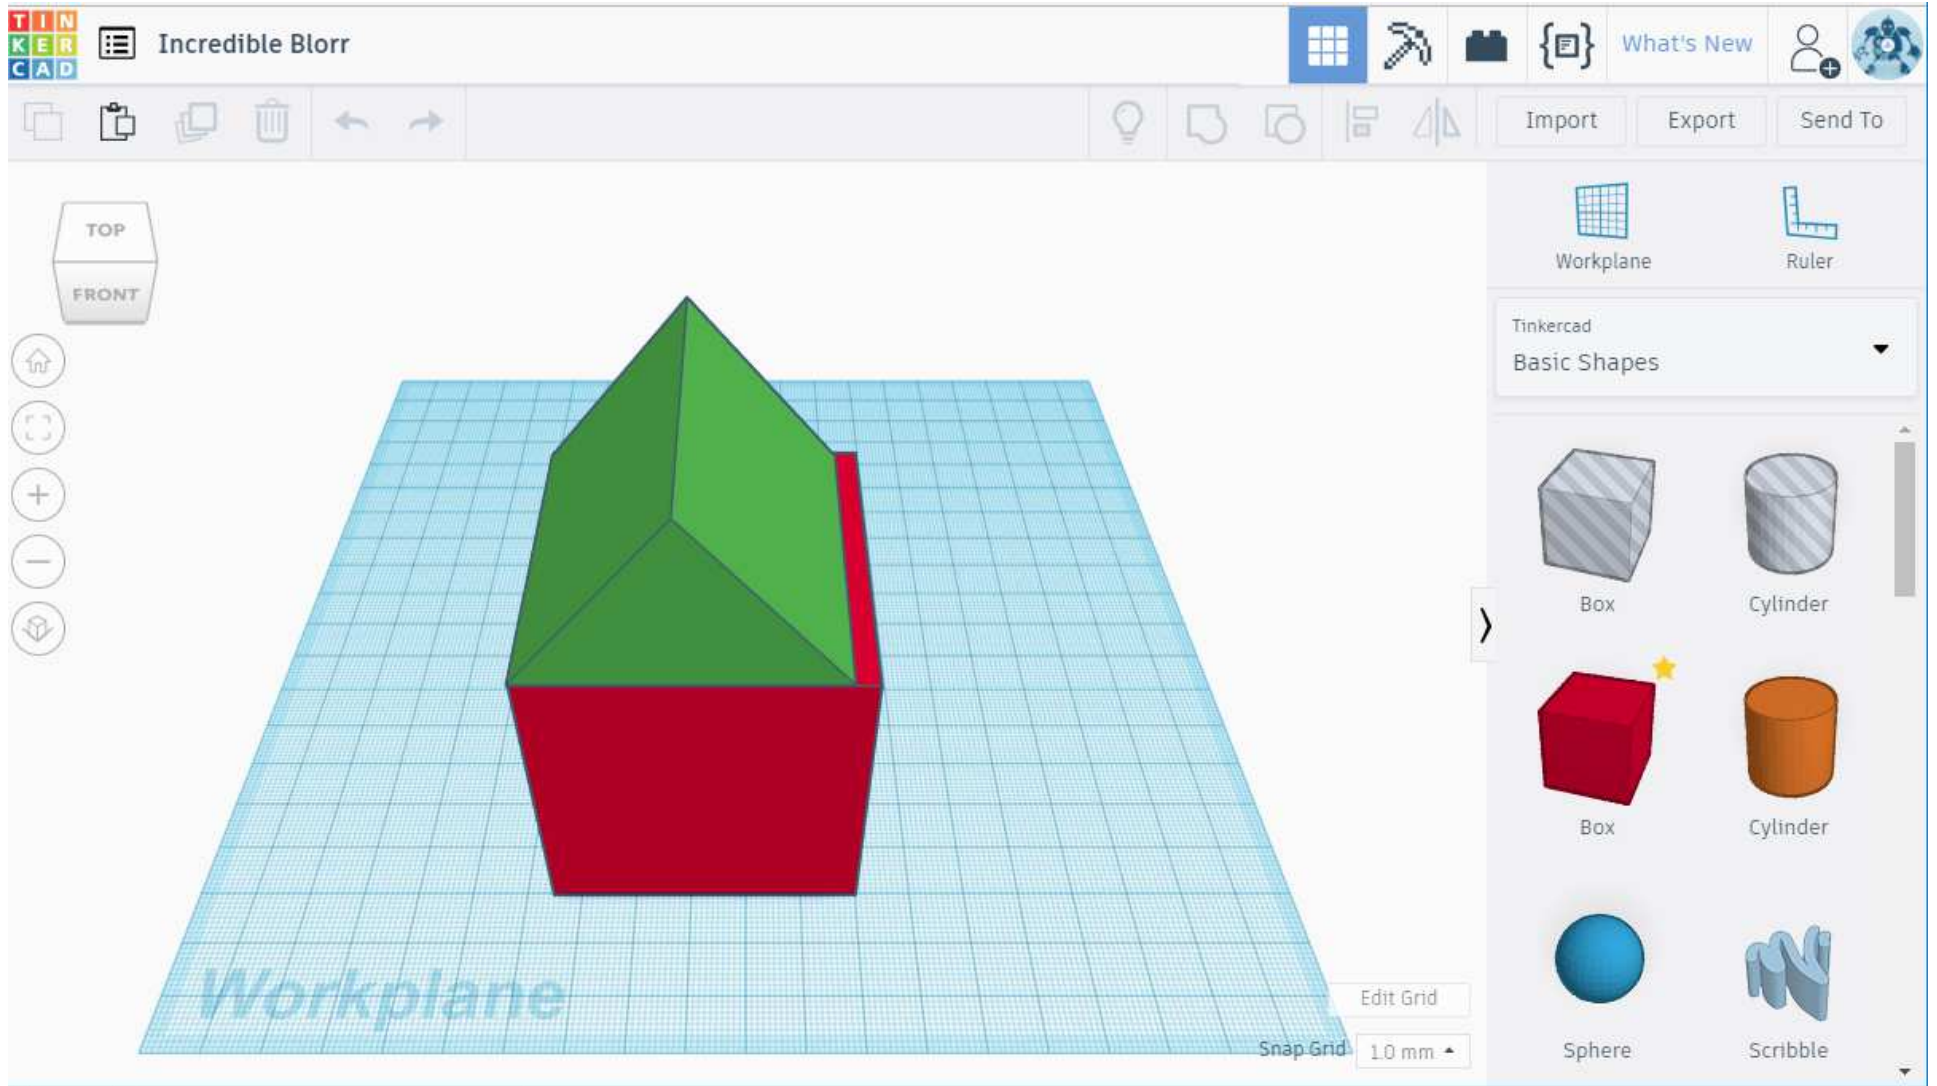 TIN
KER
CAD
Incredible Blorr
What's New
Import
Export
Send To
TOP
FRONT
Workplane
Ruler
Tinkercad
Basic Shapes
Box
Cylinder
Box
Cylinder
Workplane
Edit Grid
Snap Grid
1.0 mm
Sphere
Scribble